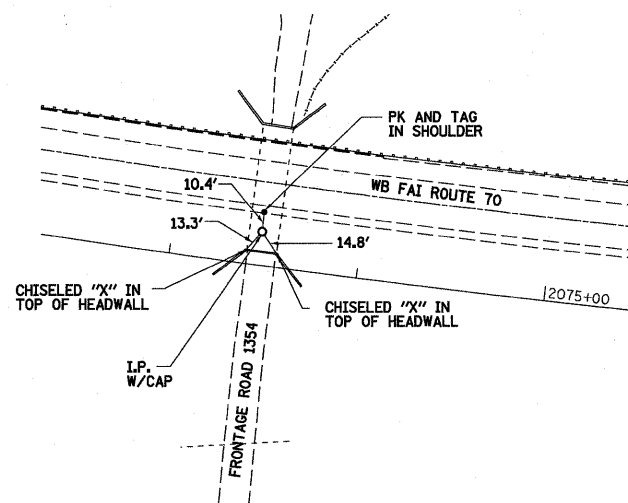 PK AND TAG
IN SHOULDER
WB FAI ROUTE 70
10.4'
13.3'
14.8'
CHISELED "X" IN
TOP OF HEADWALL
CHISELED "X" IN
TOP OF HEADWALL
2075+00
I.P.
W/CAP
FRONTAGE ROAD 1354